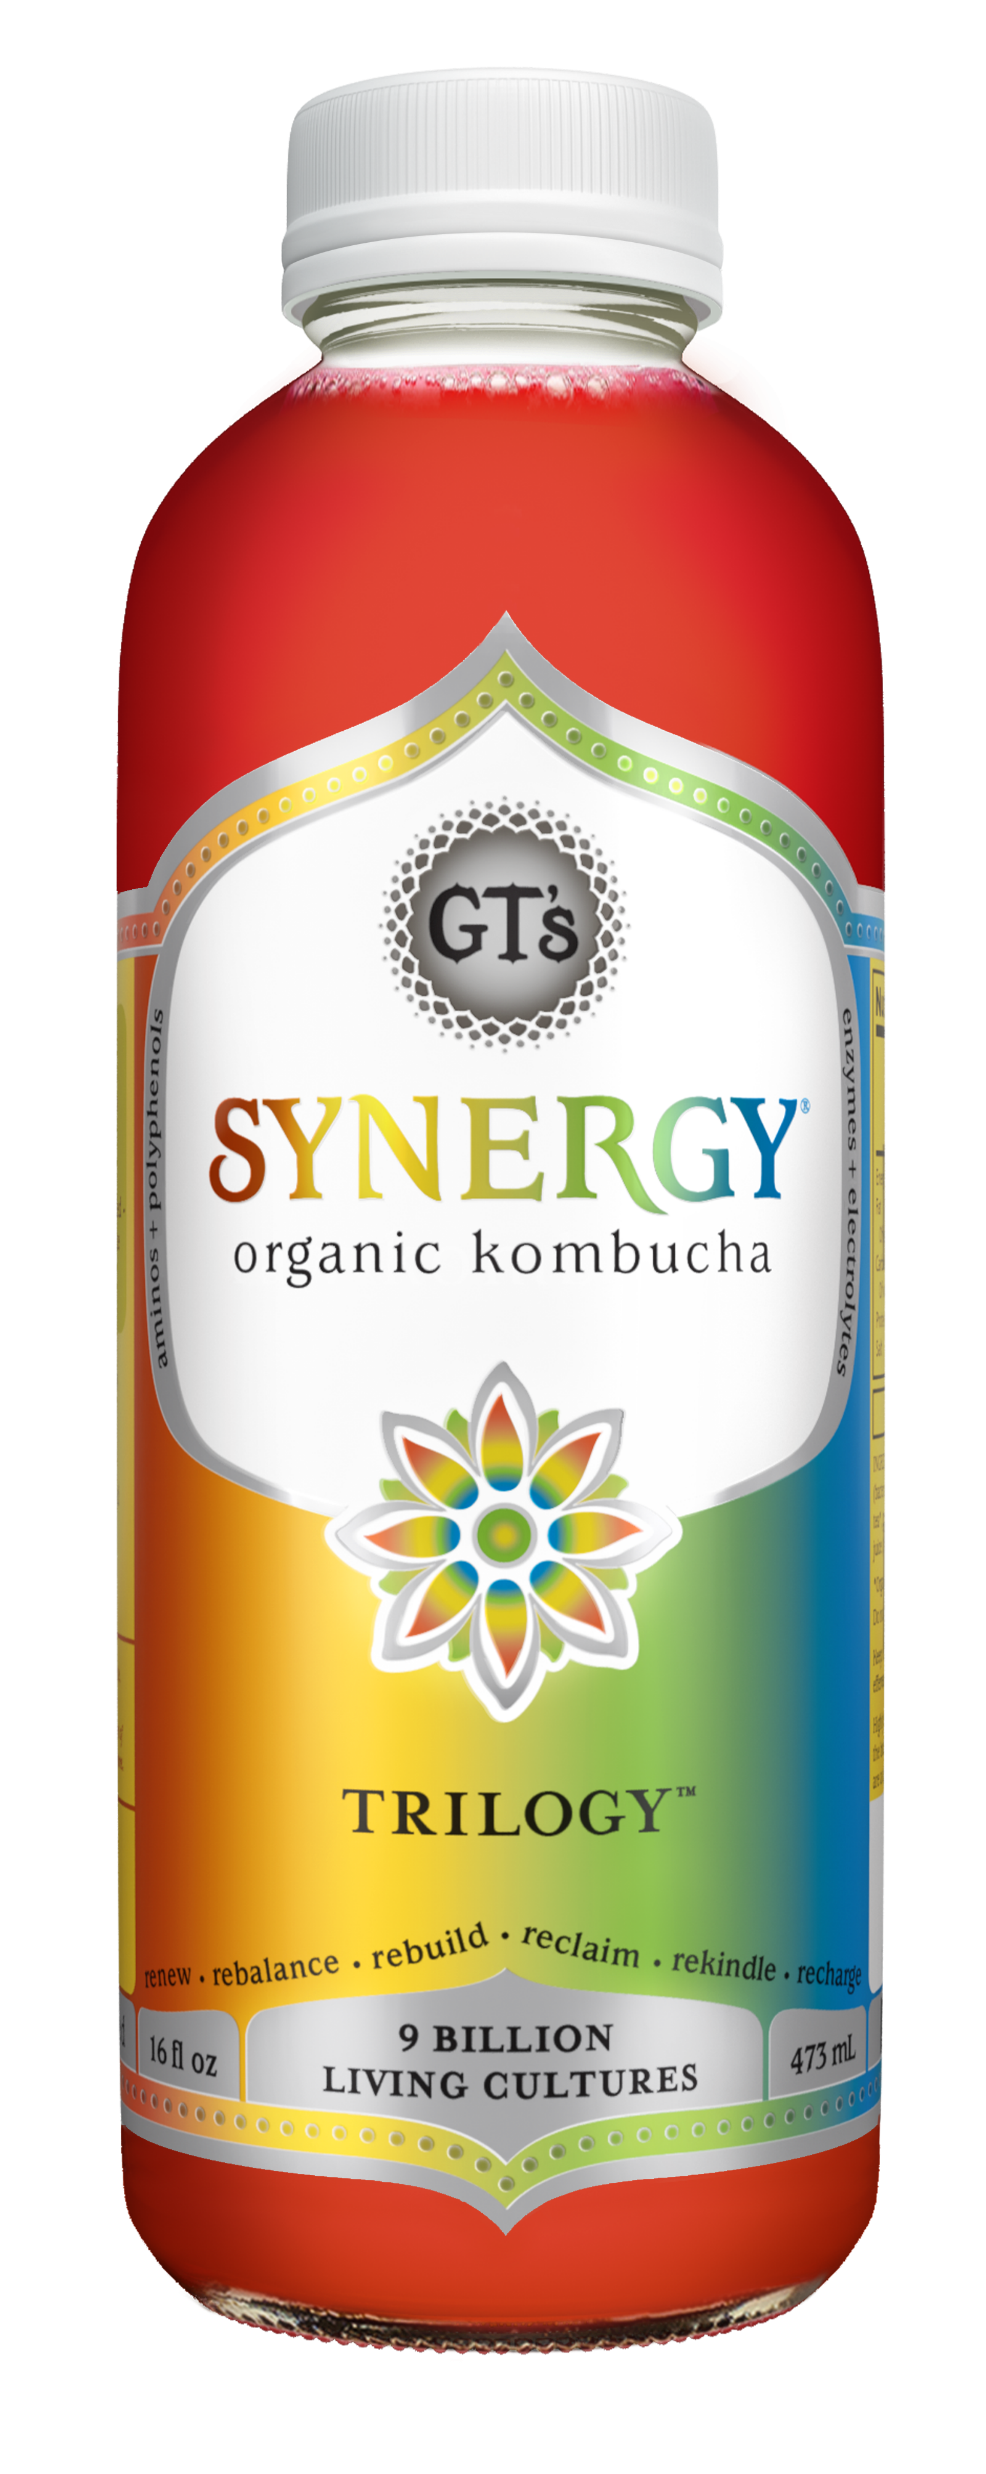 GT's
SYNERGY®
organic kombucha
aminos + polyphenols
enzymes + electrolytes
TRILOGY™
renew • rebalance • rebuild • reclaim • rekindle • recharge
16 fl oz
9 BILLION
LIVING CULTURES
473 mL